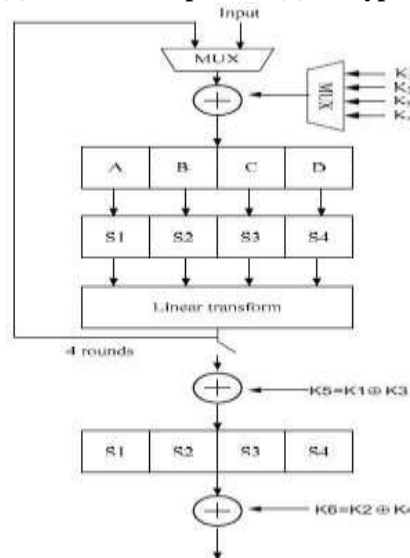 Input
MUX
MUX
A B C D
S1 S2 S3 S4
Linear transform
4 rounds
K5=K1⊕K3
S1 S2 S3 S4
K6=K2⊕K4